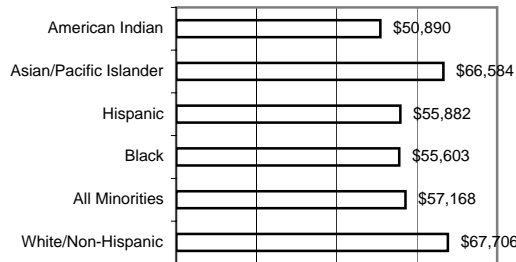 American Indian $50,890
Asian/Pacific Islander $66,584
Hispanic $55,882
Black $55,603
All Minorities $57,168
White/Non-Hispanic $67,706